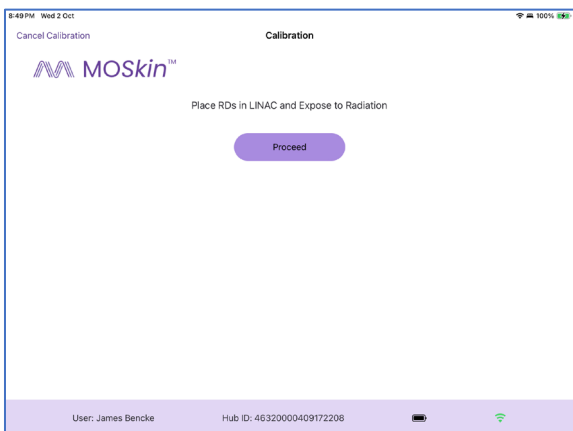 8:49 PM Wed 2 Oct 100%
Cancel Calibration Calibration
MOSkin™
Place RDs in LINAC and Expose to Radiation
Proceed
User: James Bencke Hub ID: 46320000409172208